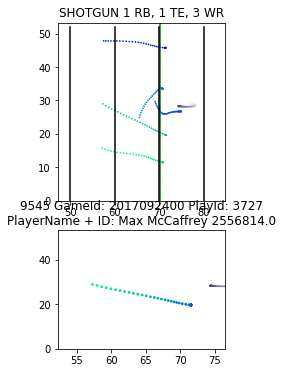 SHOTGUN 1 RB, 1 TE, 3 WR
50
40
30
20
10
0
50 60 70 80
9545 GameId: 2017092400 PlayId: 3727
PlayerName + ID: Max McCaffrey 2556814.0
40
20
0
55 60 65 70 75